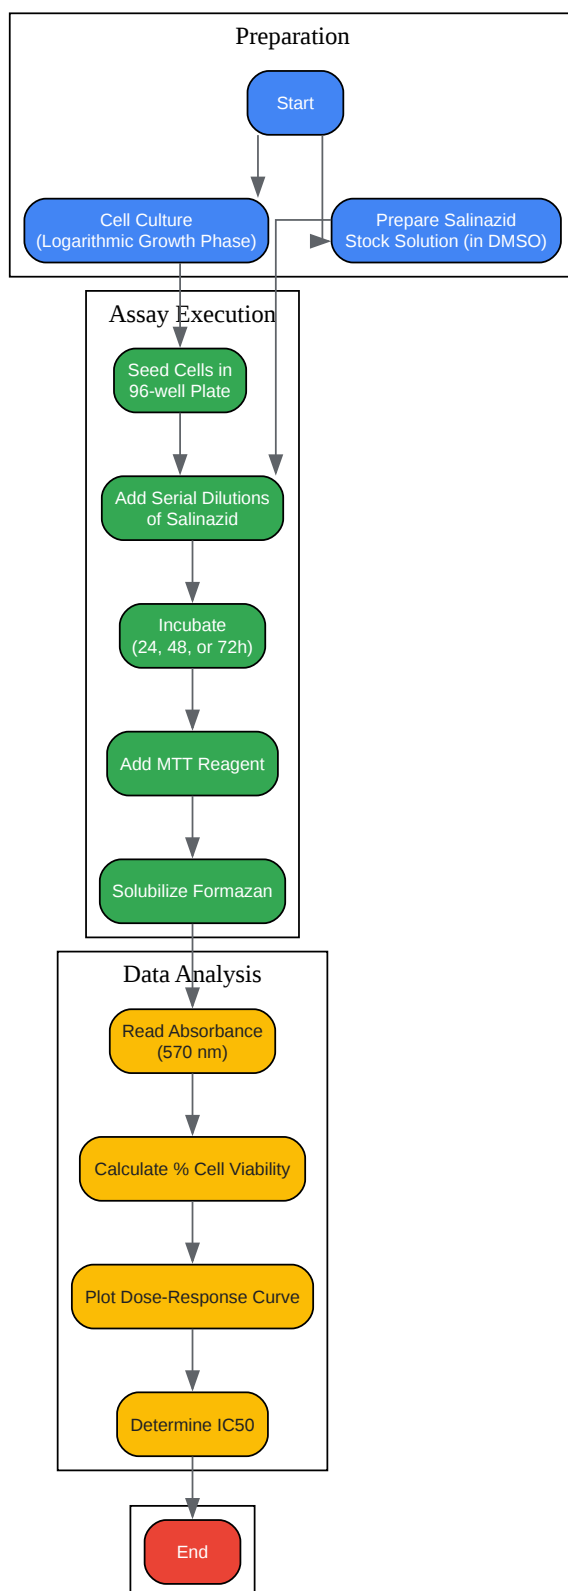 Preparation
Start
Cell Culture
(Logarithmic Growth Phase)
Prepare Salinazid
Stock Solution (in DMSO)
Assay Execution
Seed Cells in
96-well Plate
Add Serial Dilutions
of Salinazid
Incubate
(24, 48, or 72h)
Add MTT Reagent
Solubilize Formazan
Data Analysis
Read Absorbance
(570 nm)
Calculate % Cell Viability
Plot Dose-Response Curve
Determine IC50
End